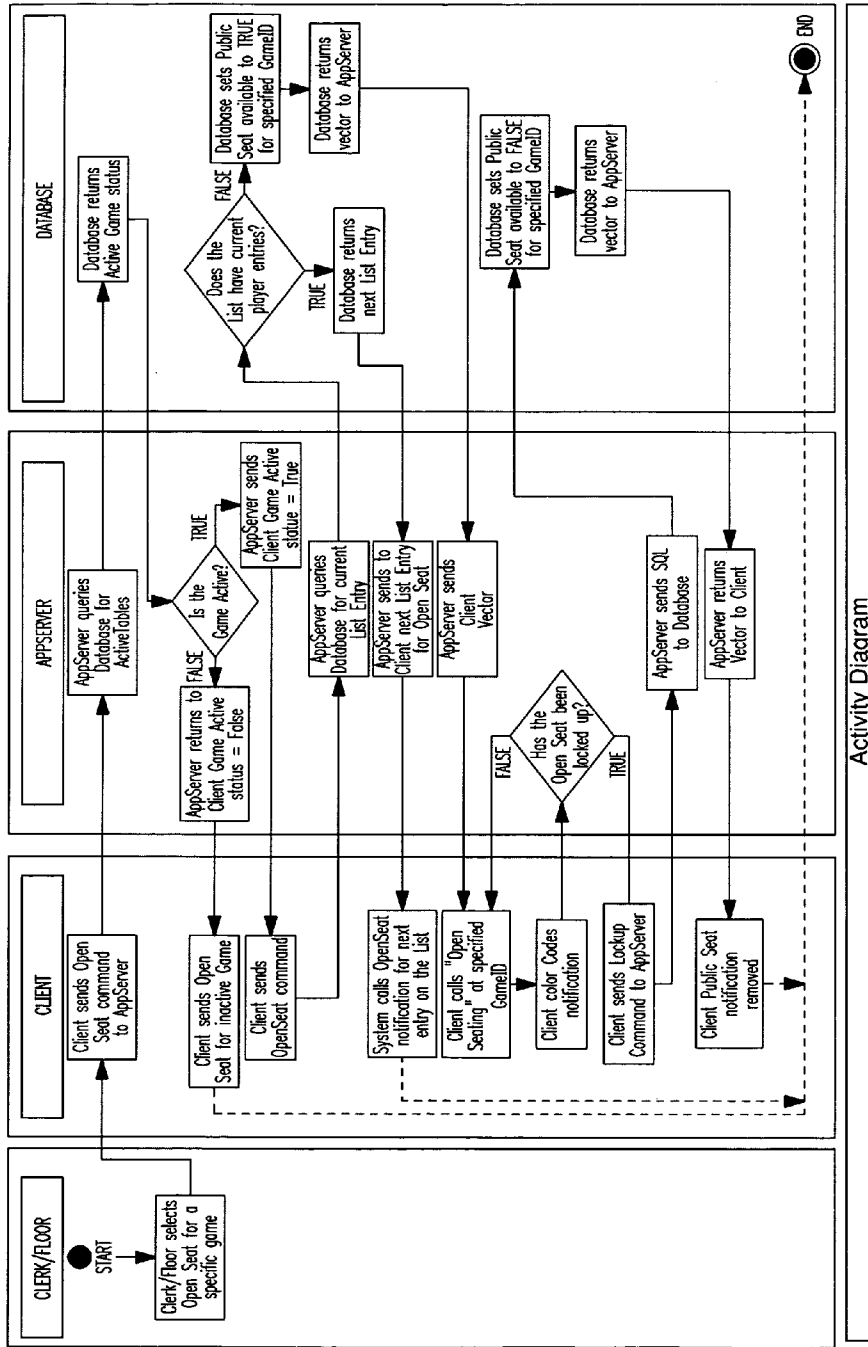 CLERK/FLOOR
START
Clerk/Floor selects
Open Seat for a
specific game
CLIENT
Client sends Open
Seat command
to AppServer
Client sends Open
Seat for inactive Game
Client sends
OpenSeat command
System calls OpenSeat
notification for next
entry on the List
Client calls "Open
Seating" at specified
GameID
Client color Codes
notification
Client sends Lockup
Command to AppServer
Client Public Seat
notification
removed
APPSERVER
AppServer queries
Database for
ActiveTables
Is the
Game Active?
FALSE
TRUE
AppServer returns to
Client Game Active
status = False
AppServer sends
Client Game Active
statue = True
AppServer queries
Database for current
List Entry
AppServer sends to
Client next List Entry
for Open Seat
AppServer sends
Client
Vector
Has the
Open Seat been
locked up?
FALSE
TRUE
AppServer sends SQL
to Database
AppServer returns
Vector to Client
DATABASE
Database returns
Active Game status
Does the
List have current
player entries?
FALSE
TRUE
Database sets Public
Seat available to TRUE
for specified GameID
Database returns
vector to AppServer
Database returns
next List Entry
Database sets Public
Seat available to FALSE
for specified GameID
Database returns
vector to AppServer
END
Activity Diagram